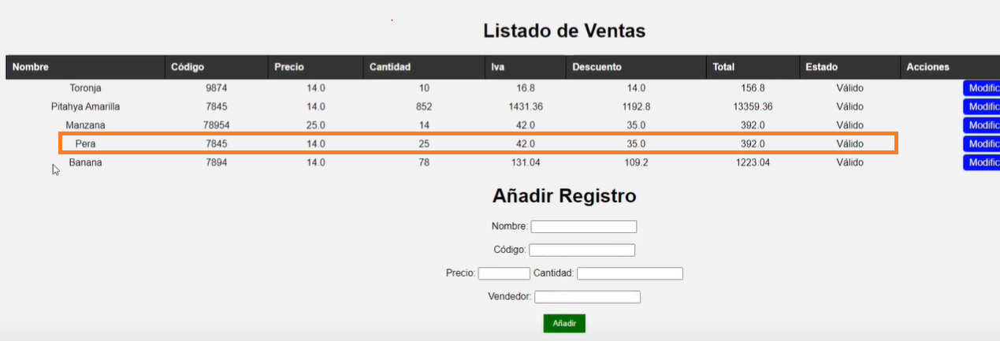 Listado de Ventas
Nombre Código Precio Cantidad Iva Descuento Total Estado Acciones
Toronja 9874 14.0 10 16.8 14.0 156.8 Válido Modific
Pitahya Amarilla 7845 14.0 852 1431.36 1192.8 13359.36 Válido Modific
Manzana 78954 25.0 14 42.0 35.0 392.0 Válido Modific
Pera 7845 14.0 25 42.0 35.0 392.0 Válido Modific
Banana 7894 14.0 78 131.04 109.2 1223.04 Válido Modific
Añadir Registro
Nombre:
Código:
Precio: Cantidad:
Vendedor:
Añadir